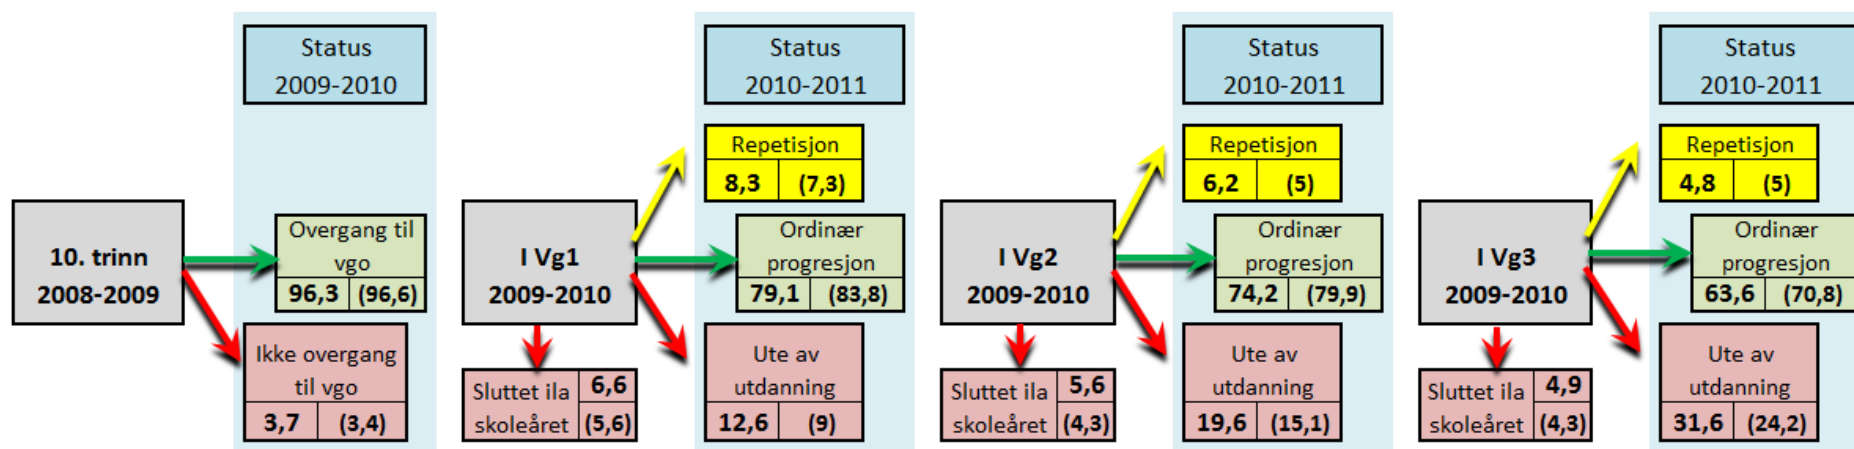 Status
2009-2010
10. trinn
2008-2009
Overgang til
vgo
96,3 (96,6)
Ikke overgang
til vgo
3,7 (3,4)
Status
2010-2011
Repetisjon
8,3 (7,3)
I Vg1
2009-2010
Ordinær
progresjon
79,1 (83,8)
Sluttet ila 6,6
skoleåret (5,6)
Ute av
utdanning
12,6 (9)
Status
2010-2011
Repetisjon
6,2 (5)
I Vg2
2009-2010
Ordinær
progresjon
74,2 (79,9)
Sluttet ila 5,6
skoleåret (4,3)
Ute av
utdanning
19,6 (15,1)
Status
2010-2011
Repetisjon
4,8 (5)
I Vg3
2009-2010
Ordinær
progresjon
63,6 (70,8)
Sluttet ila 4,9
skoleåret (4,3)
Ute av
utdanning
31,6 (24,2)